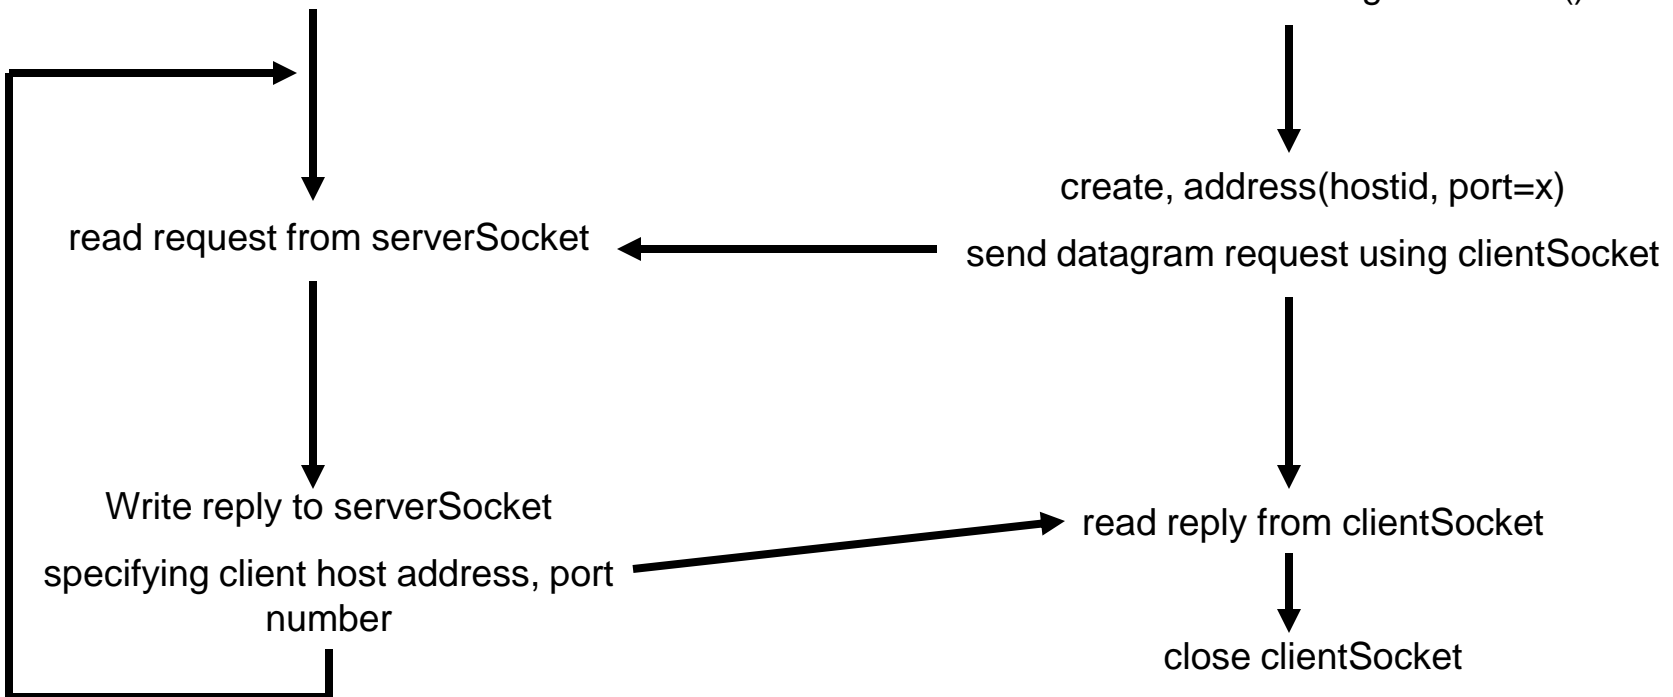 read request from serverSocket
Write reply to serverSocket
specifying client host address, port
number
create, address(hostid, port=x)
send datagram request using clientSocket
read reply from clientSocket
close clientSocket